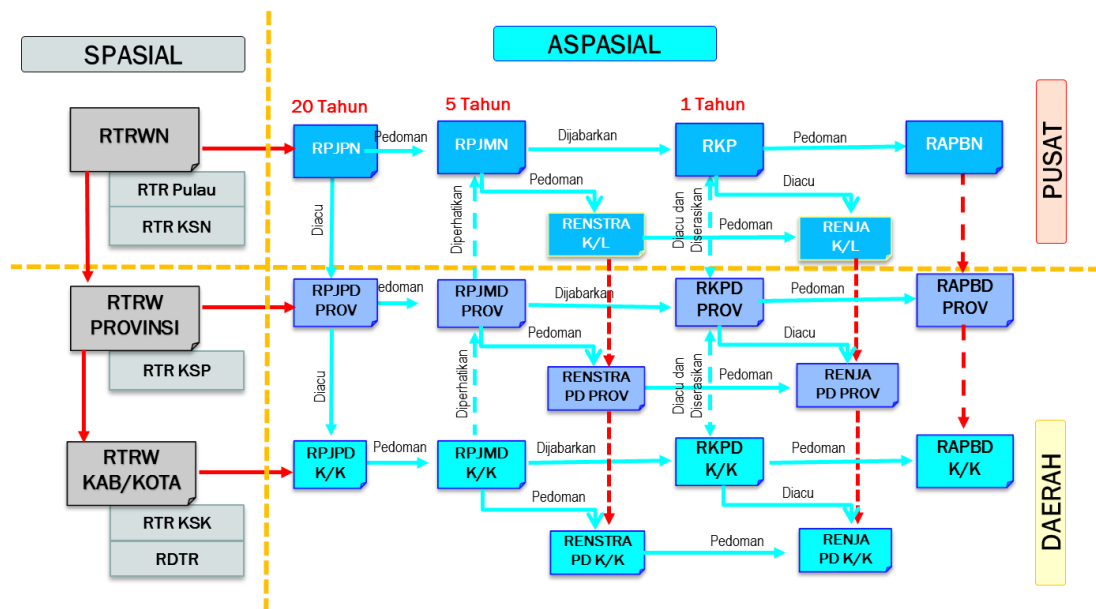 SPASIAL
ASPASIAL
20 Tahun
5 Tahun
1 Tahun
PUSAT
RTRWN
RPJPN
Pedoman
RPJMN
Dijabarkan
RKP
Pedoman
RAPBN
RTR Pulau
RTR KSN
Diacu
Diperhatikan
Pedoman
RENSTRA
K/L
Diacu dan
Diserasikan
Pedoman
Diacu
RENJA
K/L
RTRW
PROVINSI
RPJPD
PROV
Pedoman
RPJMD
PROV
Dijabarkan
RKPD
PROV
Pedoman
RAPBD
PROV
RTR KSP
Diacu
Diperhatikan
Pedoman
RENSTRA
PD PROV
Diacu dan
Diserasikan
Pedoman
Diacu
RENJA
PD PROV
DAERAH
RTRW
KAB/KOTA
RPJPD
K/K
Pedoman
RPJMD
K/K
Dijabarkan
RKPD
K/K
Pedoman
RAPBD
K/K
RTR KSK
RDTR
Pedoman
RENSTRA
PD K/K
Pedoman
Diacu
RENJA
PD K/K